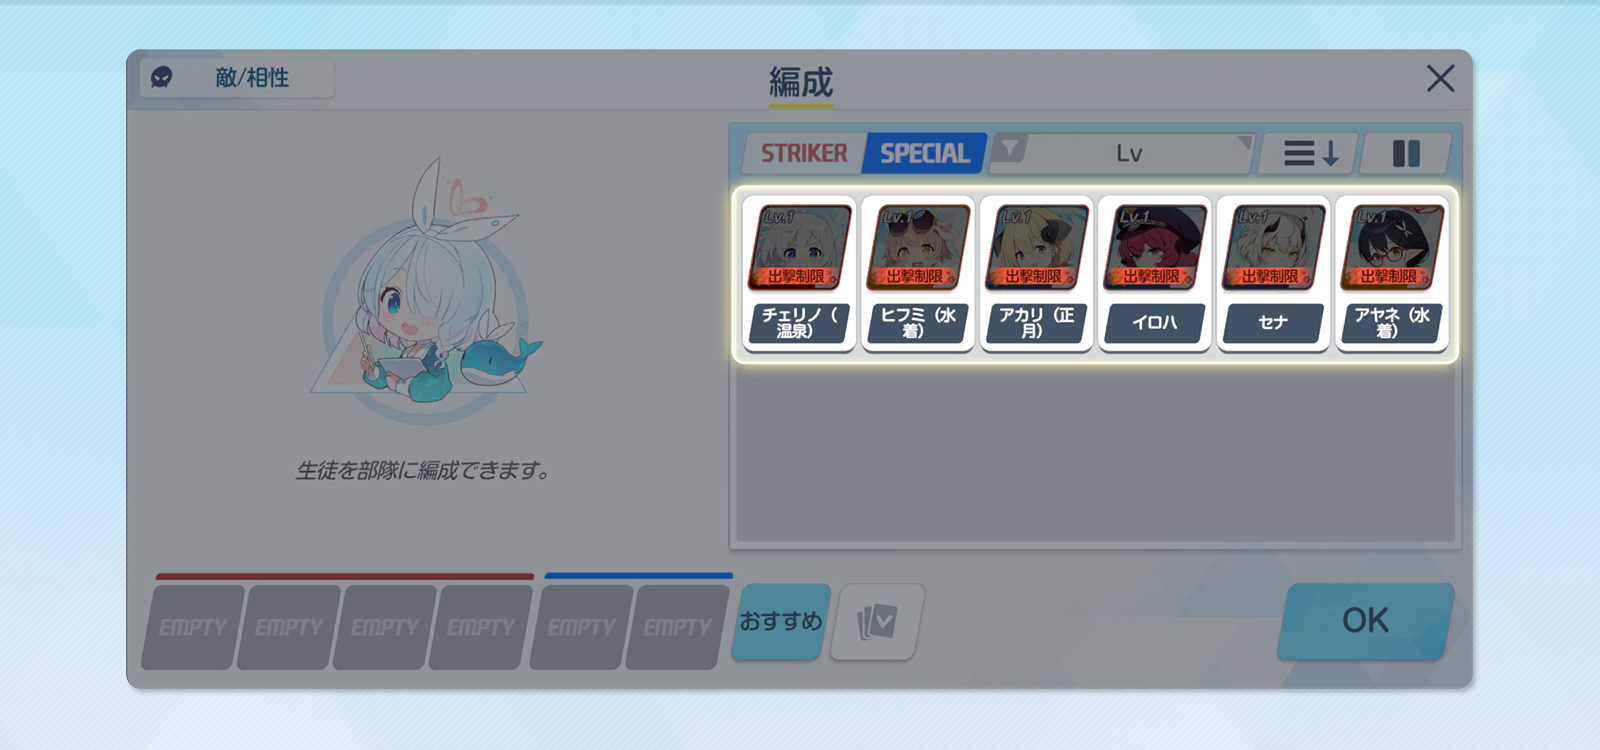 敵/相性
編成
STRIKER
SPECIAL
Lv
Lv.1
Lv.1
Lv.1
Lv.1
Lv.1
Lv.1
出撃制限
出撃制限
出撃制限
出撃制限
出撃制限
出撃制限
チェリノ（
温泉）
ヒフミ（水
着）
アカリ（正
月）
イロハ
セナ
アヤネ（水
着）
生徒を部隊に編成できます。
EMPTY
EMPTY
EMPTY
EMPTY
EMPTY
EMPTY
おすすめ
OK